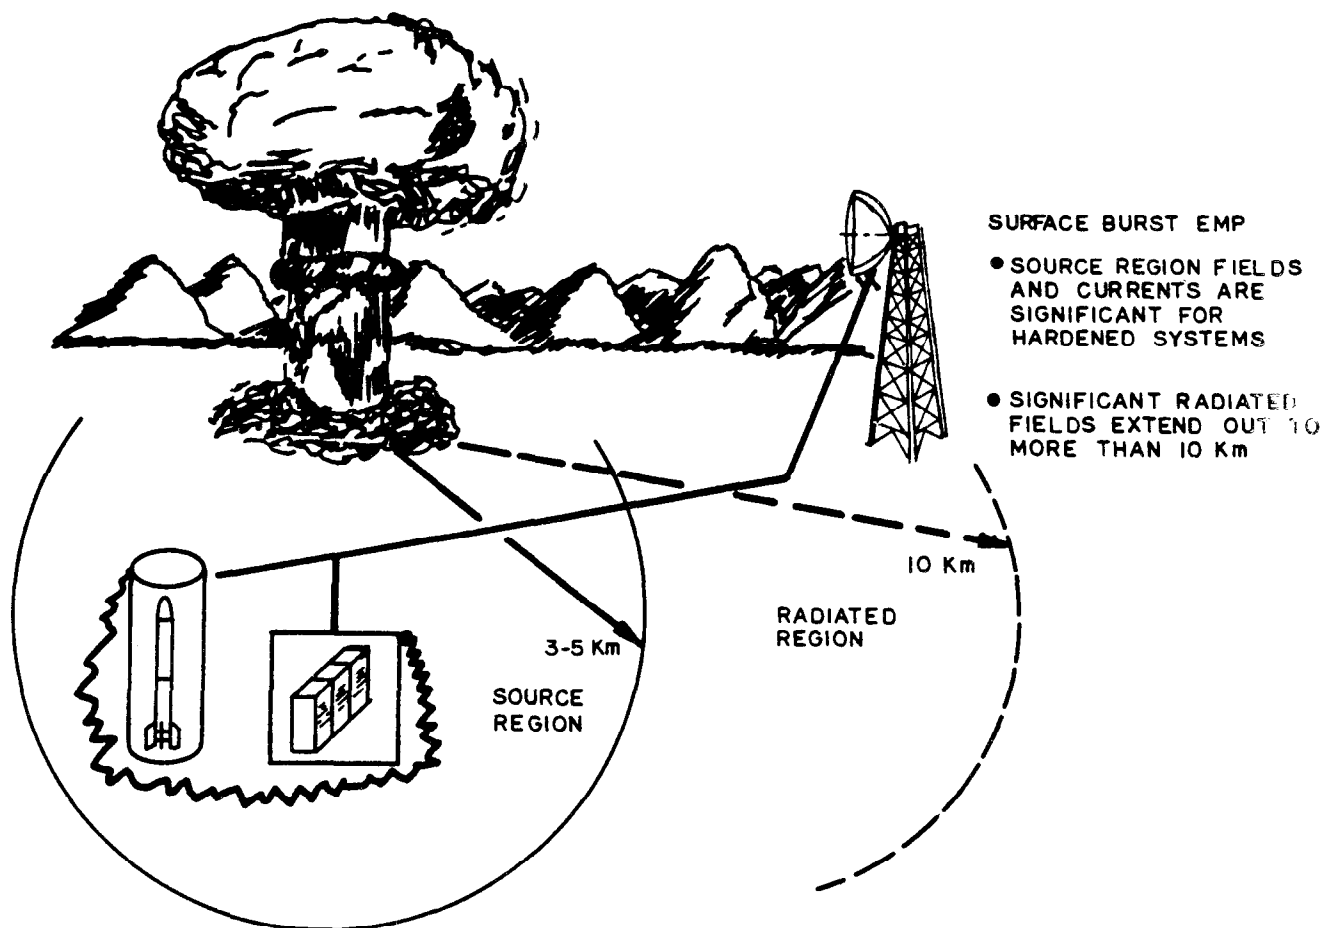 SURFACE BURST EMP
● SOURCE REGION FIELDS
AND CURRENTS ARE
SIGNIFICANT FOR
HARDENED SYSTEMS
● SIGNIFICANT RADIATED
FIELDS EXTEND OUT TO
MORE THAN 10 Km
10 Km
RADIATED
REGION
3-5 Km
SOURCE
REGION